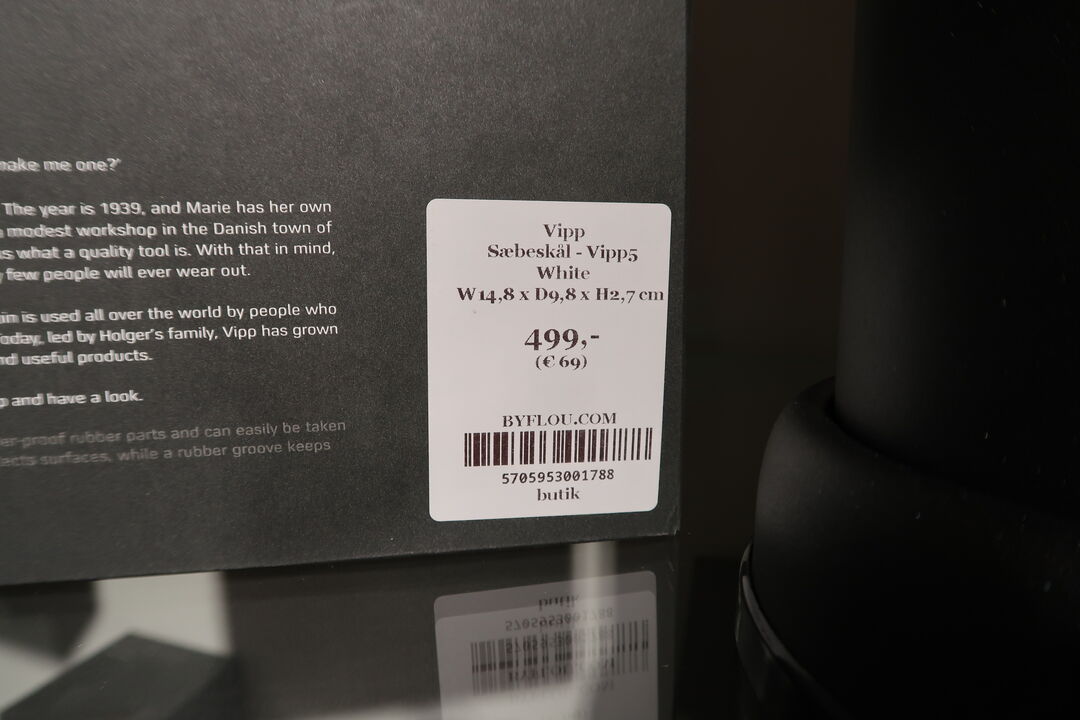 make me one?'
The year is 1939, and Marie has her own
modest workshop in the Danish town of
what a quality tool is. With that in mind,
few people will ever wear out.
is used all over the world by people who
led by Holger's family, Vipp has grown
useful products.
and have a look.
rubber parts and can easily be taken
surfaces, while a rubber groove keeps
Vipp
Sæbeskål - Vipp5
White
W14,8 x D9,8 x H2,7 cm
499,-
(€ 69)
BYFLOU.COM
5705953001788
butik